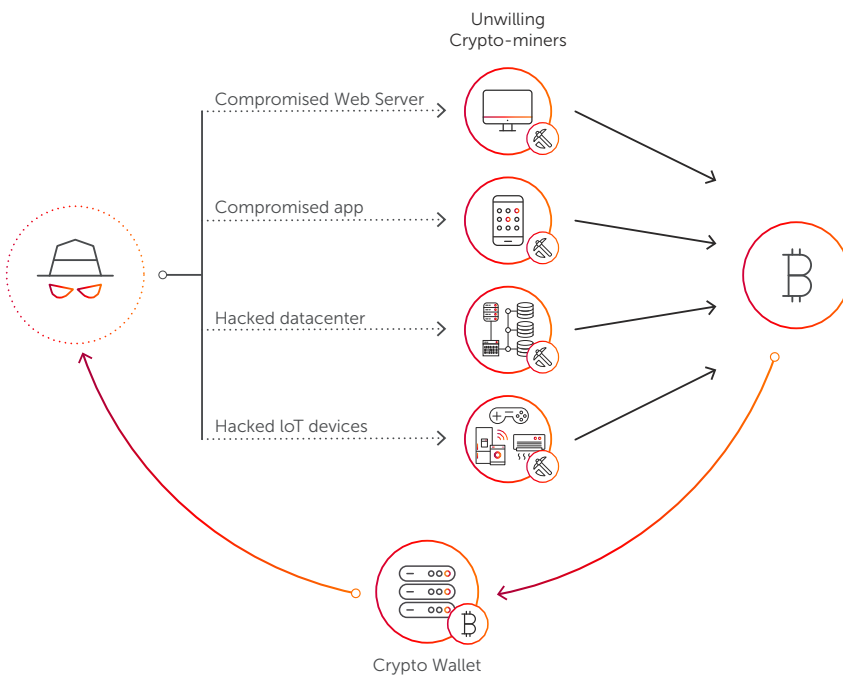 Unwilling
Crypto-miners
Compromised Web Server
Compromised app
Hacked datacenter
Hacked IoT devices
Crypto Wallet